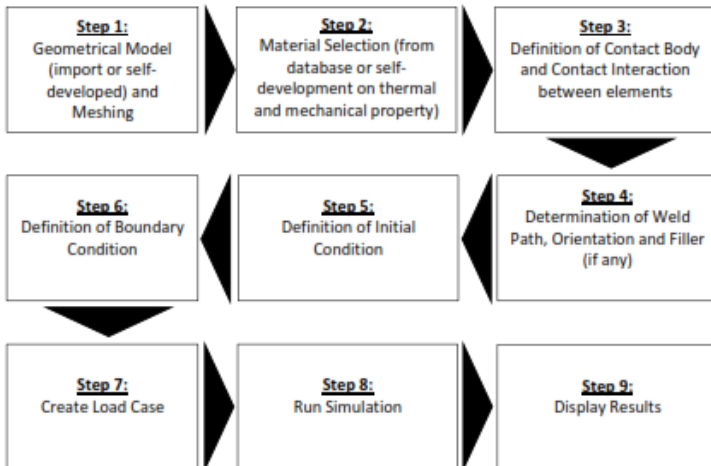 Step 1:
Geometrical Model
(import or self-
developed) and
Meshing
Step 2:
Material Selection (from
database or self-
development on thermal
and mechanical property)
Step 3:
Definition of Contact Body
and Contact Interaction
between elements
Step 4:
Determination of Weld
Path, Orientation and Filler
(if any)
Step 5:
Definition of Initial
Condition
Step 6:
Definition of Boundary
Condition
Step 7:
Create Load Case
Step 8:
Run Simulation
Step 9:
Display Results